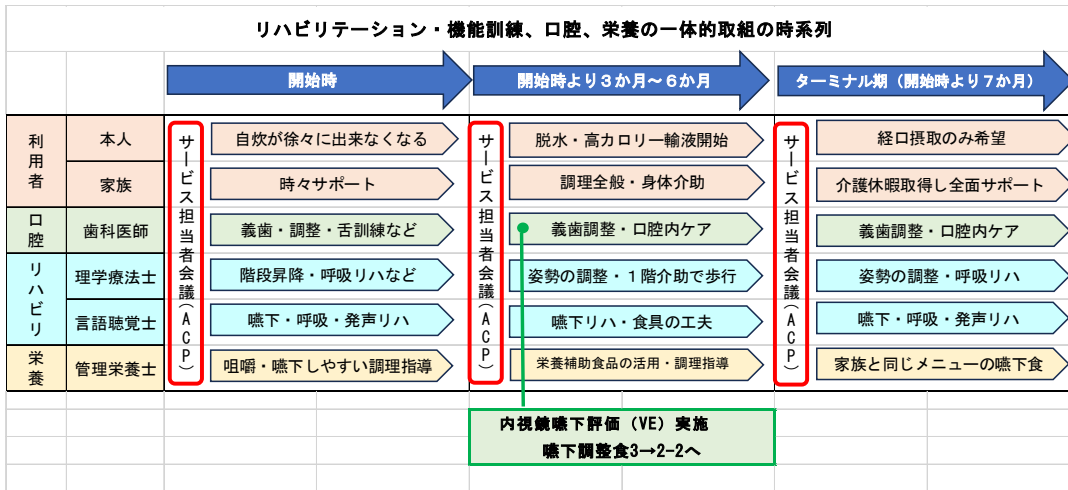 リハビリテーション・機能訓練、口腔、栄養の一体的取組の時系列
開始時
開始時より３か月～６か月
ターミナル期（開始時より７か月）
利用者
本人
サービス担当者会議（ＡＣＰ）
自炊が徐々に出来なくなる
サービス担当者会議（ＡＣＰ）
脱水・高カロリー輸液開始
サービス担当者会議（ＡＣＰ）
経口摂取のみ希望
家族
時々サポート
調理全般・身体介助
介護休暇取得し全面サポート
口腔
歯科医師
義歯・調整・舌訓練など
義歯調整・口腔内ケア
義歯調整・口腔内ケア
リハビリ
理学療法士
階段昇降・呼吸リハなど
姿勢の調整・１階介助で歩行
姿勢の調整・呼吸リハ
言語聴覚士
嚥下・呼吸・発声リハ
嚥下リハ・食具の工夫
嚥下・呼吸・発声リハ
栄養
管理栄養士
咀嚼・嚥下しやすい調理指導
栄養補助食品の活用・調理指導
家族と同じメニューの嚥下食
内視鏡嚥下評価（VE）実施
嚥下調整食3→2-2へ